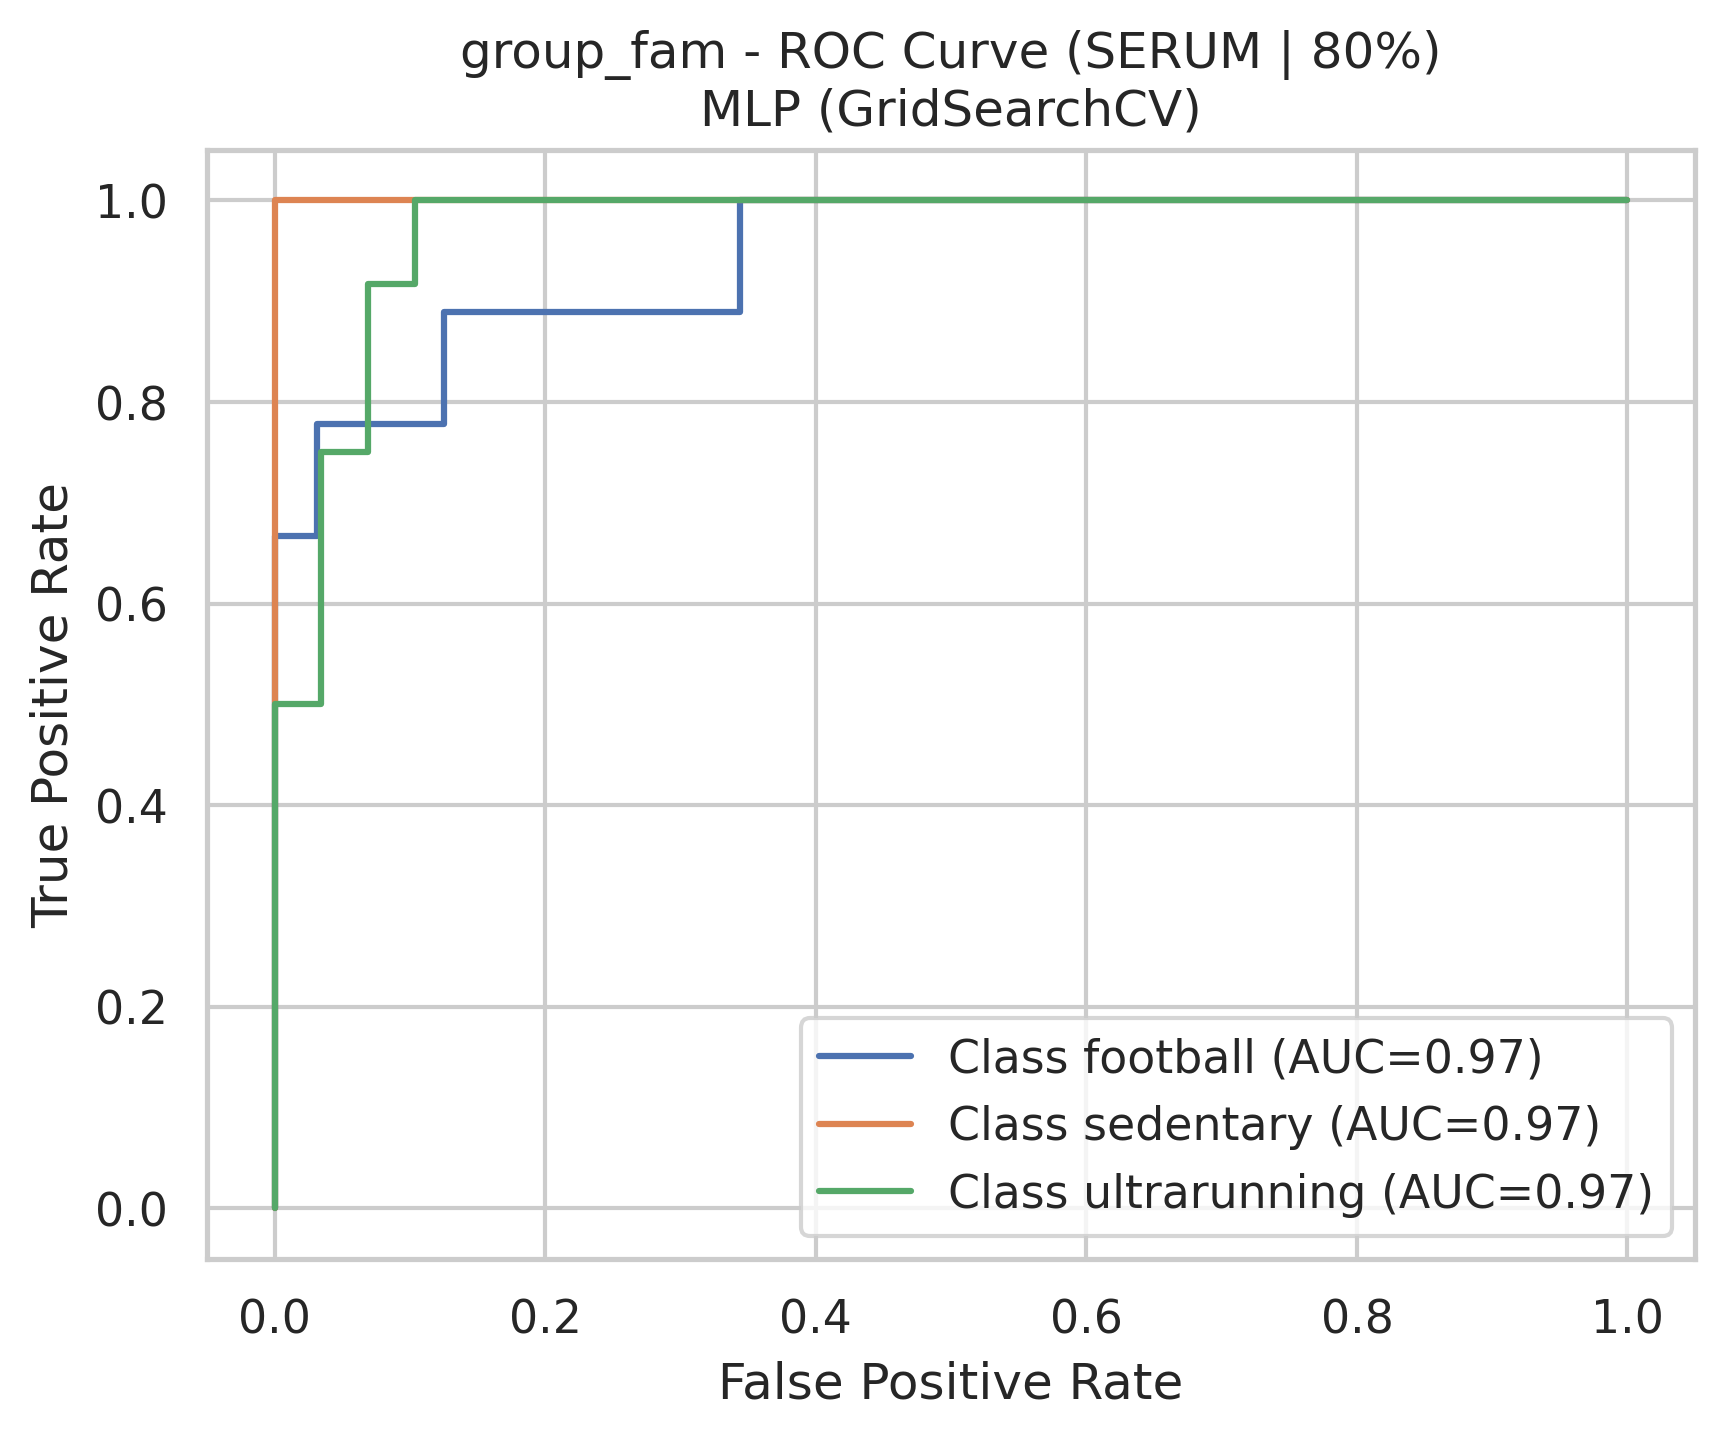 group_fam - ROC Curve (SERUM | 80%)
MLP (GridSearchCV)
1.0
0.8
0.6
0.4
0.2
0.0
True Positive Rate
Class football (AUC=0.97)
Class sedentary (AUC=0.97)
Class ultrarunning (AUC=0.97)
0.0 0.2 0.4 0.6 0.8 1.0
False Positive Rate